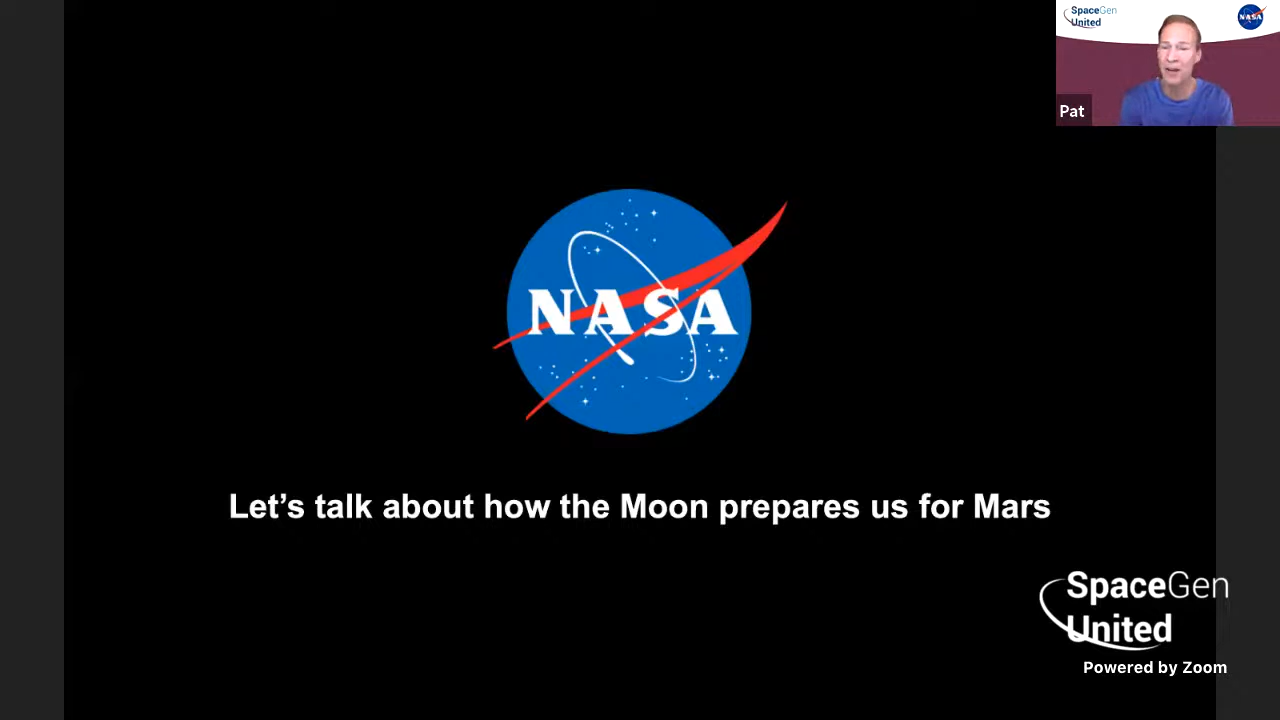 SpaceGen
United
NASA
Pat
NASA
Let's talk about how the Moon prepares us for Mars
SpaceGen
United
Powered by Zoom